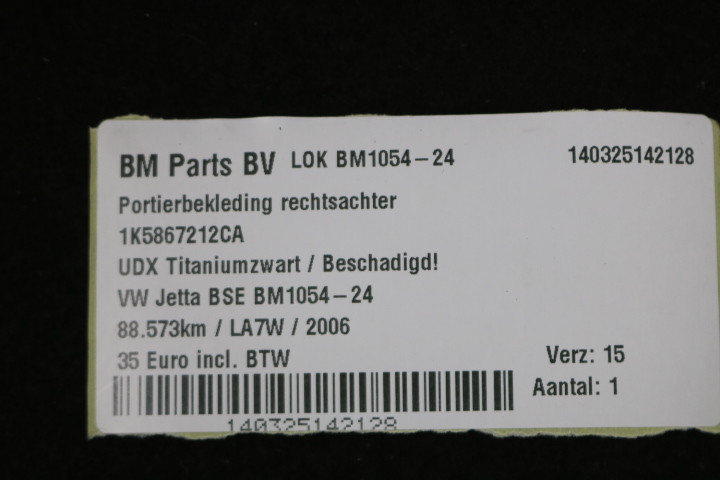 BM Parts BV LOK BM1054-24 140325142128
Portierbekleding rechtsachter
1K5867212CA
UDX Titaniumzwart / Beschadigd!
VW Jetta BSE BM1054-24
88.573km / LA7W / 2006
35 Euro incl. BTW Verz: 15
Aantal: 1
140325142128